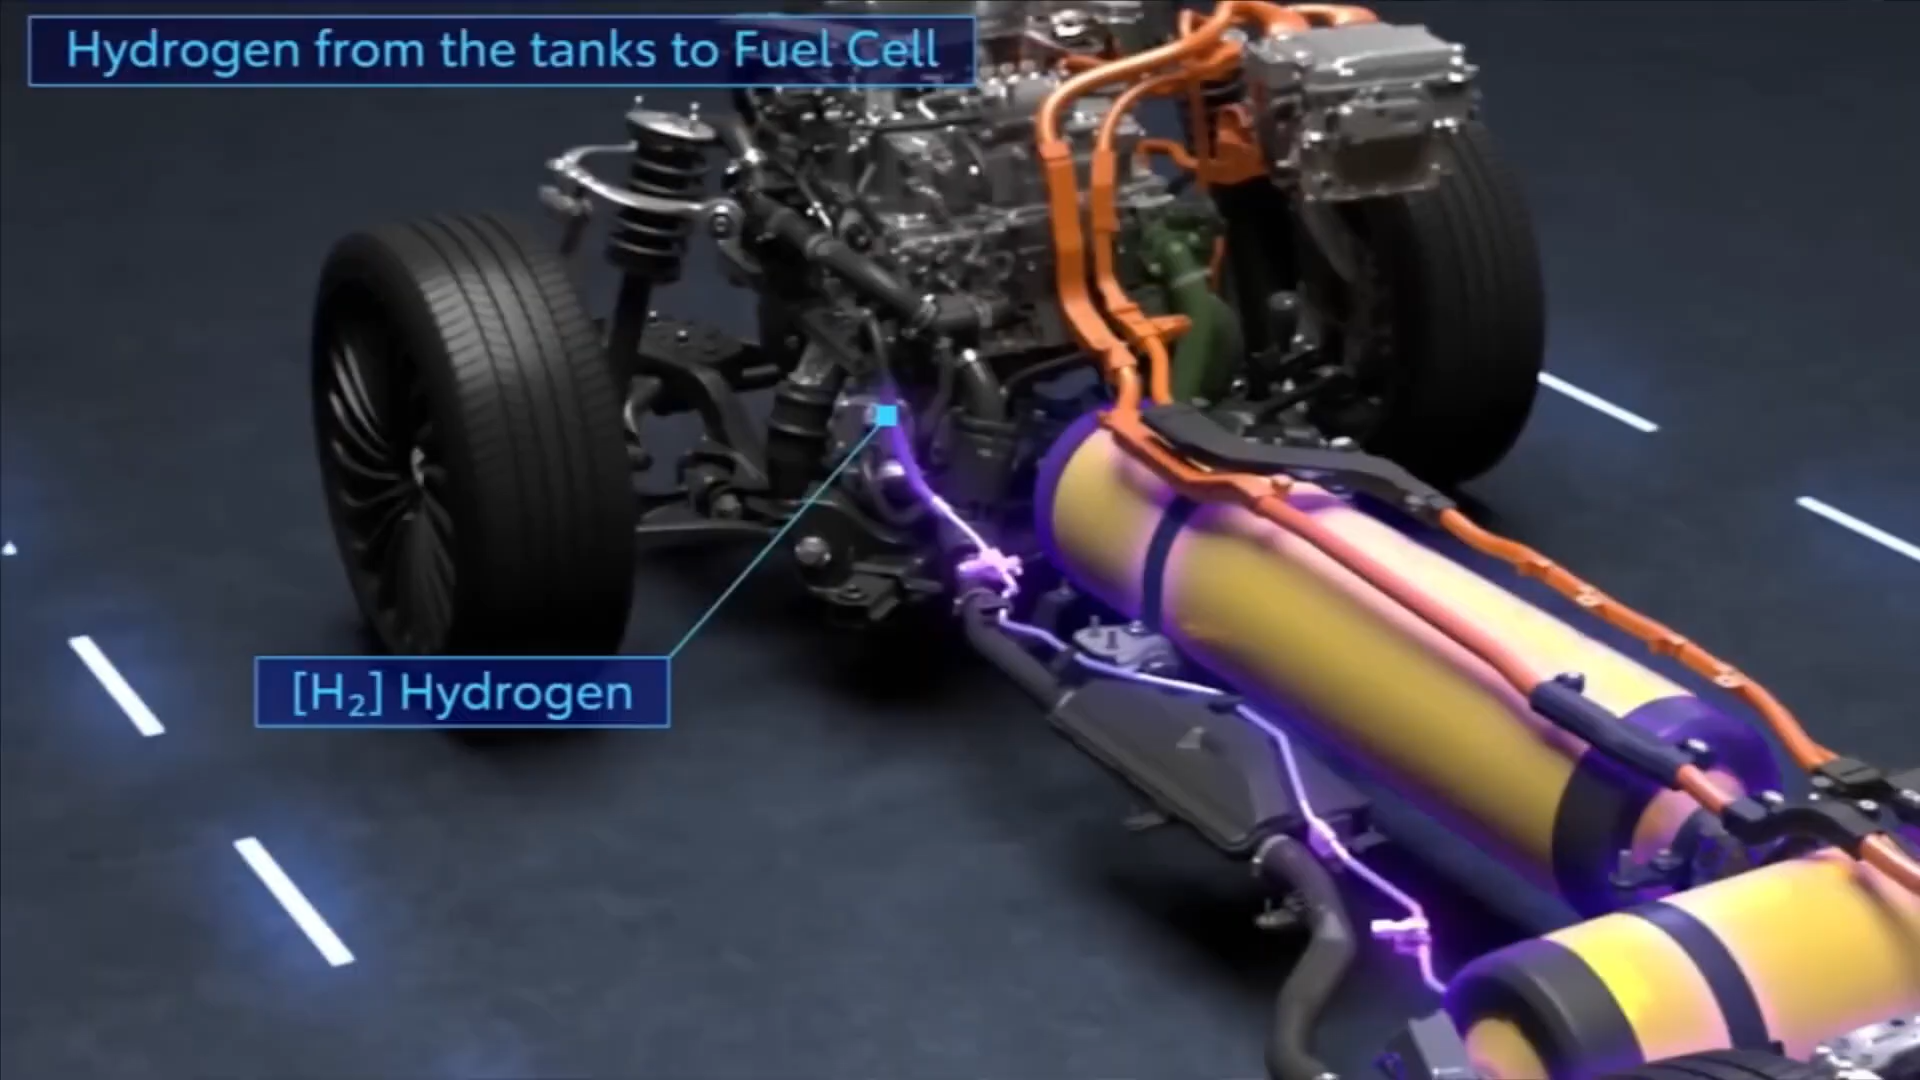 Hydrogen from the tanks to Fuel Cell
[H₂] Hydrogen